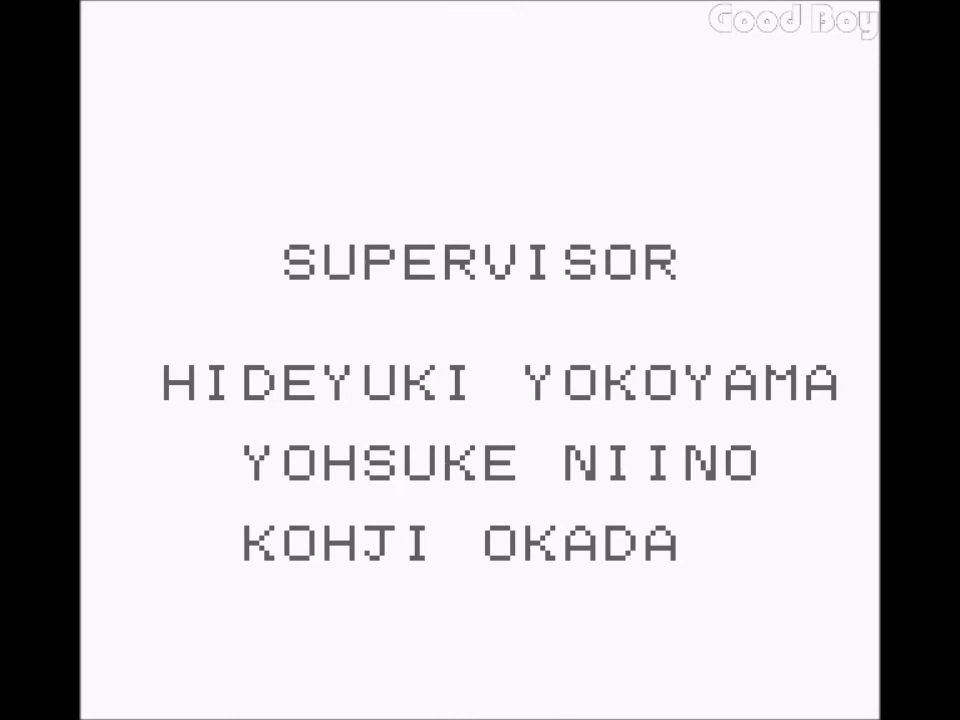 Good Boy
SUPERVISOR
HIDEYUKI YOKOYAMA
YOHSUKE NIINO
KOHJI OKADA